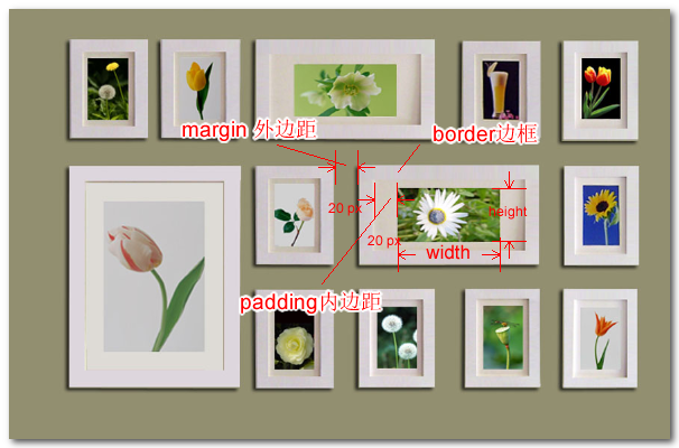 margin 外边距
border边框
20 px
height
20 px
width
padding内边距